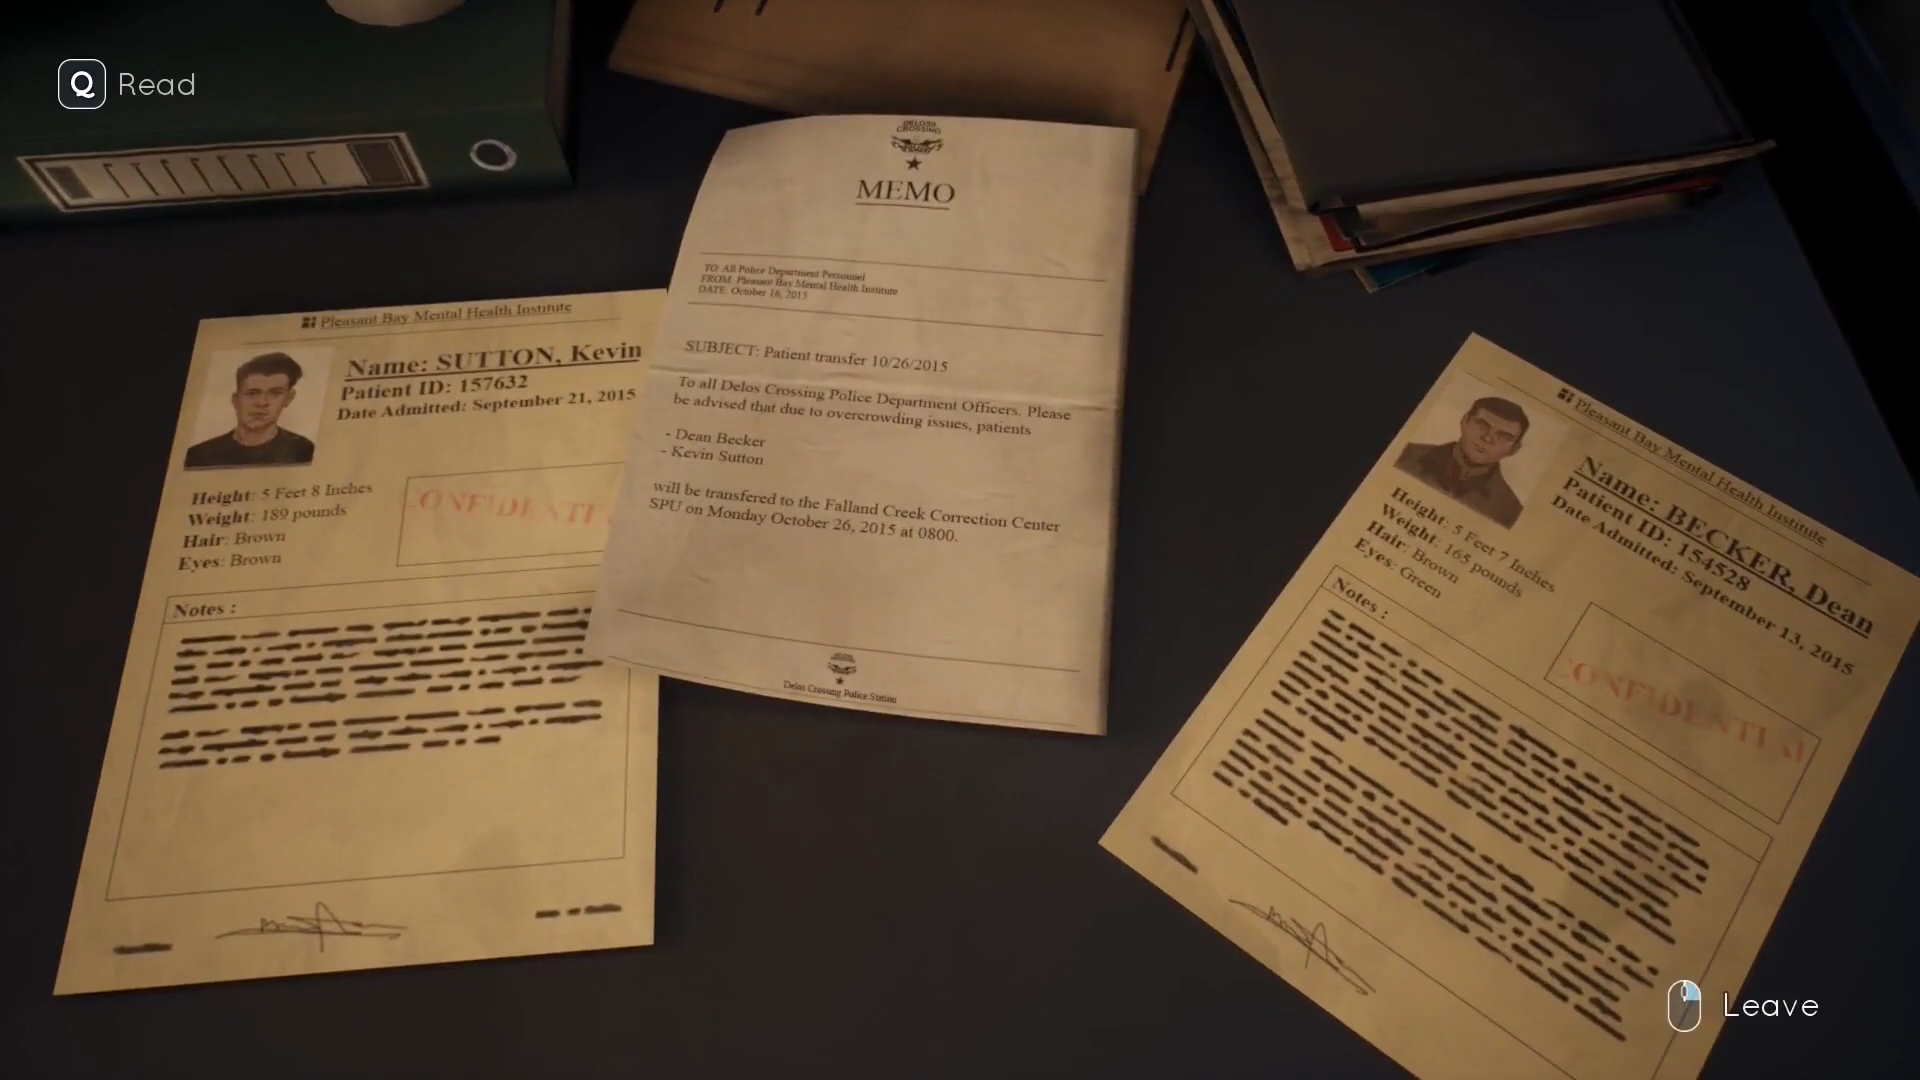 Q Read
Pleasant Bay Mental Health Institute
Name: SUTTON, Kevin
Patient ID: 157632
Date Admitted: September 21, 2015
Height: 5 Feet 8 Inches
Weight: 189 pounds
Hair: Brown
Eyes: Brown
Notes :
DELOSS
CROSSING
MEMO
TO All Police Department Personnel
FROM Pleasant Bay Mental Health Institute
DATE October 16, 2015
SUBJECT: Patient transfer 10/26/2015
To all Delos Crossing Police Department Officers. Please
be advised that due to overcrowding issues, patients
- Dean Becker
- Kevin Sutton
will be transfered to the Falland Creek Correction Center
SPU on Monday October 26, 2015 at 0800.
Delos Crossing Police Station
Pleasant Bay Mental Health Institute
Name: BECKER, Dean
Patient ID: 154528
Date Admitted: September 13, 2015
Height: 5 Feet 7 Inches
Weight: 165 pounds
Hair: Brown
Eyes: Green
Notes :
CONFIDENTIAL
Leave